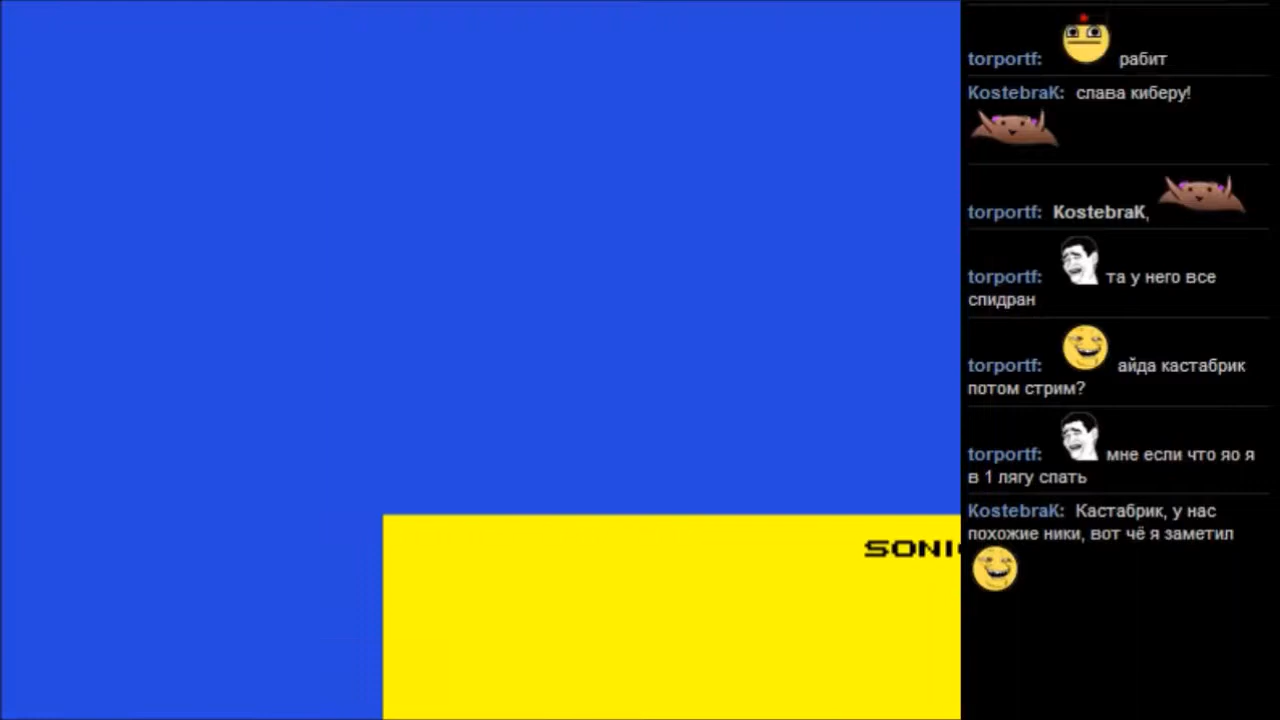 torportf: рабит
KostebraK: слава киберу!
torportf: KostebraK,
torportf: та у него все
спидран
torportf: айда кастабрик
потом стрим?
torportf: мне если что яо я
в 1 лягу спать
KostebraK: Кастабрик, у нас
похожие ники, вот чё я заметил
SONIC